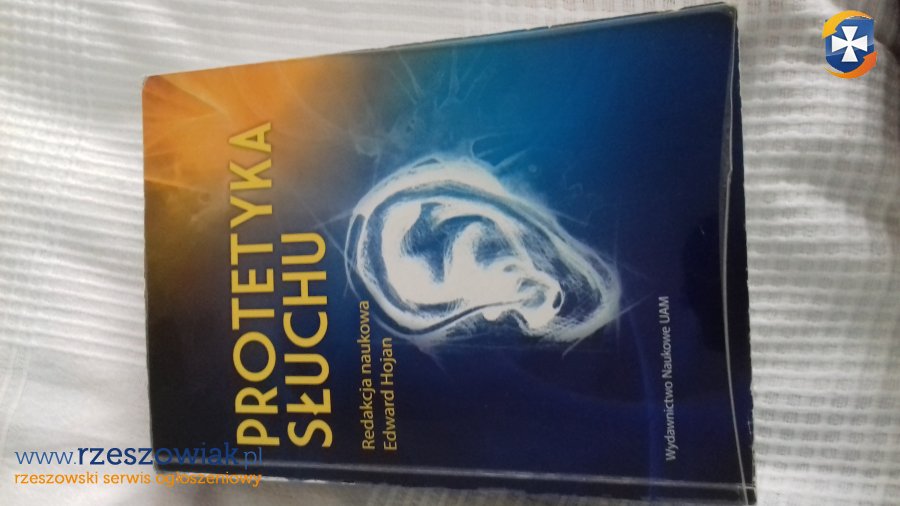 PROTETYKA
SŁUCHU
Redakcja naukowa
Edward Hojan
Wydawnictwo Naukowe UAM
www.rzeszowiak.pl
rzeszowski serwis ogłoszeniowy